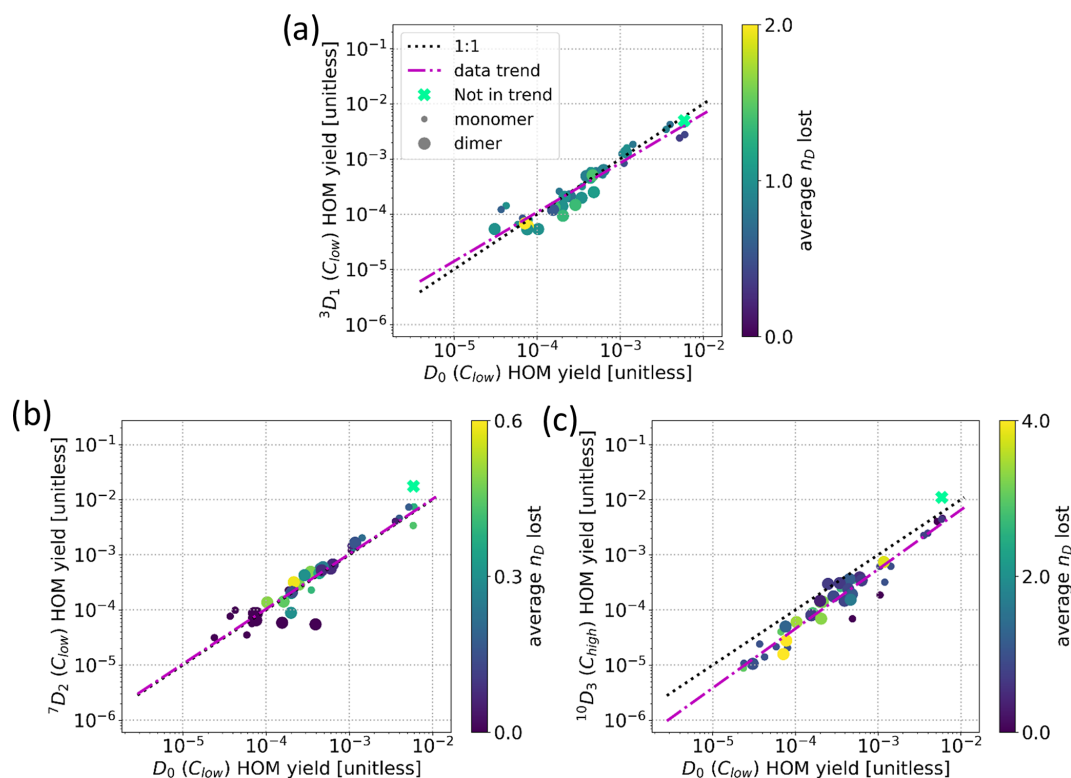 (a)
1:1
data trend
Not in trend
monomer
dimer
10⁻¹
10⁻²
10⁻³
10⁻⁴
10⁻⁵
10⁻⁶
³D₁ (C_low) HOM yield [unitless]
10⁻⁵ 10⁻⁴ 10⁻³ 10⁻²
D₀ (C_low) HOM yield [unitless]
2.0
1.0
0.0
average n_D lost
(b)
10⁻¹
10⁻²
10⁻³
10⁻⁴
10⁻⁵
10⁻⁶
⁷D₂ (C_low) HOM yield [unitless]
10⁻⁵ 10⁻⁴ 10⁻³ 10⁻²
D₀ (C_low) HOM yield [unitless]
0.6
0.3
0.0
average n_D lost
(c)
10⁻¹
10⁻²
10⁻³
10⁻⁴
10⁻⁵
10⁻�6
¹⁰D₃ (C_high) HOM yield [unitless]
10⁻⁵ 10⁻⁴ 10⁻³ 10⁻²
D₀ (C_low) HOM yield [unitless]
4.0
2.0
0.0
average n_D lost